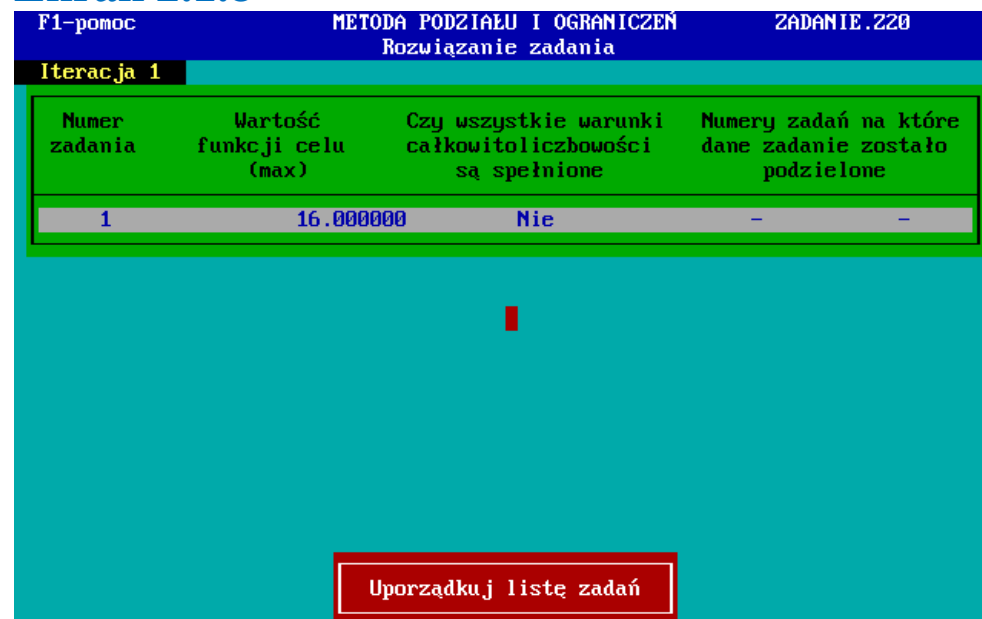 F1-pomoc METODA PODZIAŁU I OGRANICZEŃ ZADANIE.Z20
Rozwiązanie zadania
Iteracja 1
Numer Wartość Czy wszystkie warunki Numery zadań na które
zadania funkcji celu całkowitoliczbowości dane zadanie zostało
(max) są spełnione podzielone
1 16.000000 Nie - -
Uporządkuj listę zadań